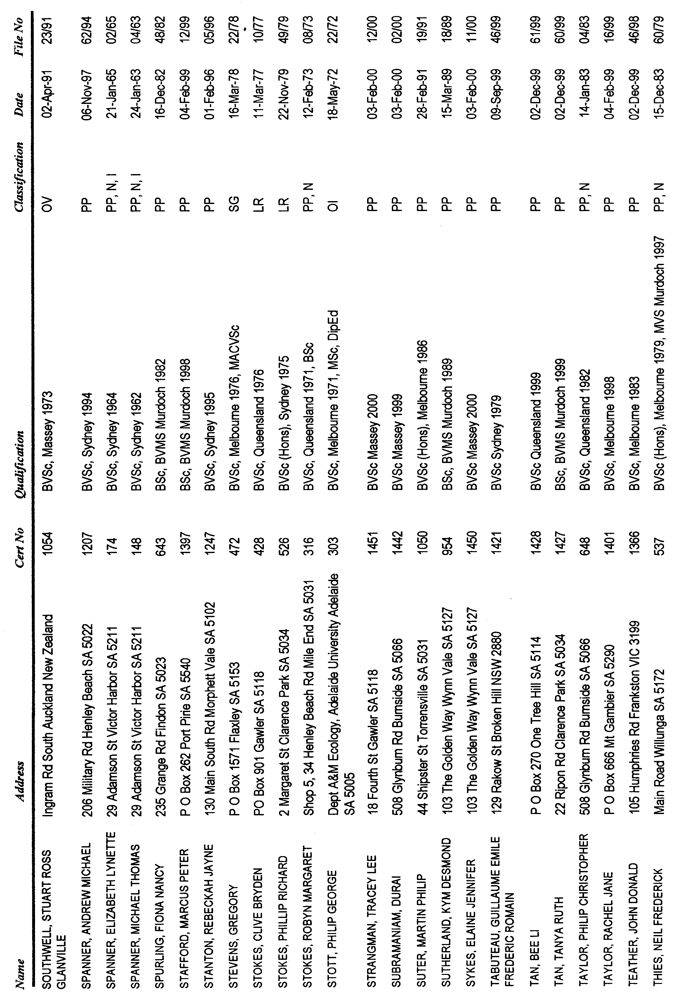 Name Address Cert No Qualification Classification Date File No
SOUTHWELL, STUART ROSS Ingram Rd South Auckland New Zealand 1054 BVSc, Massey 1973 OV 02-Apr-91 23/91
GLANVILLE
SPANNER, ANDREW MICHAEL 206 Military Rd Henley Beach SA 5022 1207 BVSc, Sydney 1994 PP 06-Nov-97 62/94
SPANNER, ELIZABETH LYNETTE 29 Adamson St Victor Harbor SA 5211 174 BVSc, Sydney 1964 PP, N, I 21-Jan-65 02/65
SPANNER, MICHAEL THOMAS 29 Adamson St Victor Harbor SA 5211 148 BVSc, Sydney 1962 PP, N, I 24-Jan-63 04/63
SPURLING, FIONA NANCY 235 Grange Rd Findon SA 5023 643 BSc, BVMS Murdoch 1982 PP 16-Dec-82 48/82
STAFFORD, MARCUS PETER P O Box 262 Port Pirie SA 5540 1397 BSc, BVMS Murdoch 1998 PP 04-Feb-99 12/99
STANTON, REBECKAH JAYNE 130 Main South Rd Morphett Vale SA 5102 1247 BVSc, Sydney 1995 PP 01-Feb-96 05/96
STEVENS, GREGORY P O Box 1571 Flaxley SA 5153 472 BVSc, Melbourne 1976, MACVSc SG 16-Mar-78 22/78
STOKES, CLIVE BRYDEN PO Box 901 Gawler SA 5118 428 BVSc, Queensland 1976 LR 11-Mar-77 10/77
STOKES, PHILLIP RICHARD 2 Margaret St Clarence Park SA 5034 526 BVSc (Hons), Sydney 1975 LR 22-Nov-79 49/79
STOKES, ROBYN MARGARET Shop 5, 34 Henley Beach Rd Mile End SA 5031 316 BVSc, Queensland 1971, BSc PP, N 12-Feb-73 08/73
STOTT, PHILIP GEORGE Dept A&M Ecology, Adelaide University Adelaide 303 BVSc, Melbourne 1971, MSc, DipEd OI 18-May-72 22/72
SA 5005
STRANGMAN, TRACEY LEE 18 Fourth St Gawler SA 5118 1451 BVSc Massey 2000 PP 03-Feb-00 12/00
SUBRAMANIAM, DURAI 508 Glynburn Rd Burnside SA 5066 1442 BVSc Massey 1999 PP 03-Feb-00 02/00
SUTER, MARTIN PHILIP 44 Shipster St Torrensville SA 5031 1050 BVSc (Hons), Melbourne 1986 PP 28-Feb-91 19/91
SUTHERLAND, KYM DESMOND 103 The Golden Way Wynn Vale SA 5127 954 BSc, BVMS Murdoch 1989 PP 15-Mar-89 18/89
SYKES, ELAINE JENNIFER 103 The Golden Way Wynn Vale SA 5127 1450 BVSc Massey 2000 PP 03-Feb-00 11/00
TABUTEAU, GUILLAUME EMILE 129 Rakow St Broken Hill NSW 2880 1421 BVSc Sydney 1979 PP 09-Sep-99 46/99
FREDERIC ROMAIN
TAN, BEE LI P O Box 270 One Tree Hill SA 5114 1428 BVSc Queensland 1999 PP 02-Dec-99 61/99
TAN, TANYA RUTH 22 Ripon Rd Clarence Park SA 5034 1427 BSc, BVMS Murdoch 1999 PP 02-Dec-99 60/99
TAYLOR, PHILIP CHRISTOPHER 508 Glynburn Rd Burnside SA 5066 648 BVSc, Queensland 1982 PP, N 14-Jan-83 04/83
TAYLOR, RACHEL JANE P O Box 666 Mt Gambier SA 5290 1401 BVSc, Melbourne 1998 PP 04-Feb-99 16/99
TEATHER, JOHN DONALD 105 Humphries Rd Frankston VIC 3199 1366 BVSc, Melbourne 1983 PP 02-Dec-99 46/98
THIES, NEIL FREDERICK Main Road Willunga SA 5172 537 BVSc (Hons), Melbourne 1979, MVS Murdoch 1997 PP, N 15-Dec-83 60/79